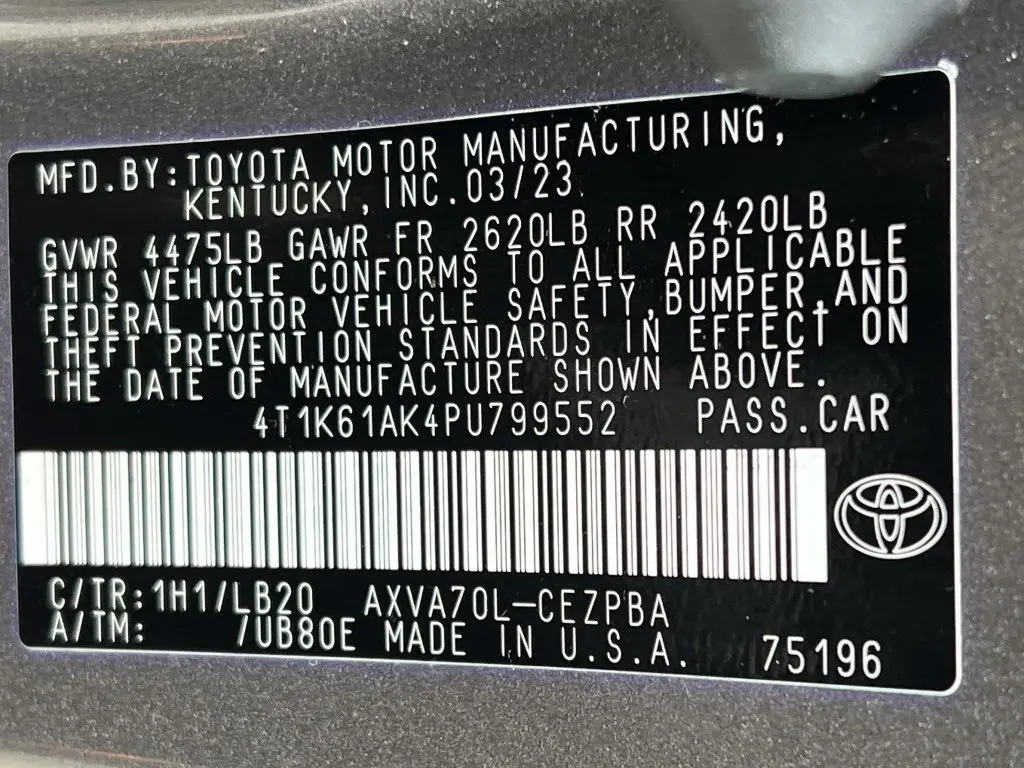 MFD.BY:TOYOTA MOTOR MANUFACTURING,
KENTUCKY, INC.03/23
GVWR 4475LB GAWR FR 2620LB RR 2420LB
THIS VEHICLE CONFORMS TO ALL APPLICABLE
FEDERAL MOTOR VEHICLE SAFETY,BUMPER,AND
THEFT PREVENTION STANDARDS IN EFFECT ON
THE DATE OF MANUFACTURE SHOWN ABOVE.
4T1K61AK4PU799552 PASS.CAR
C/TR:1H1/LB20 AXVA70L-CEZPBA
A/TM: /UB80E MADE IN U.S.A. 75196